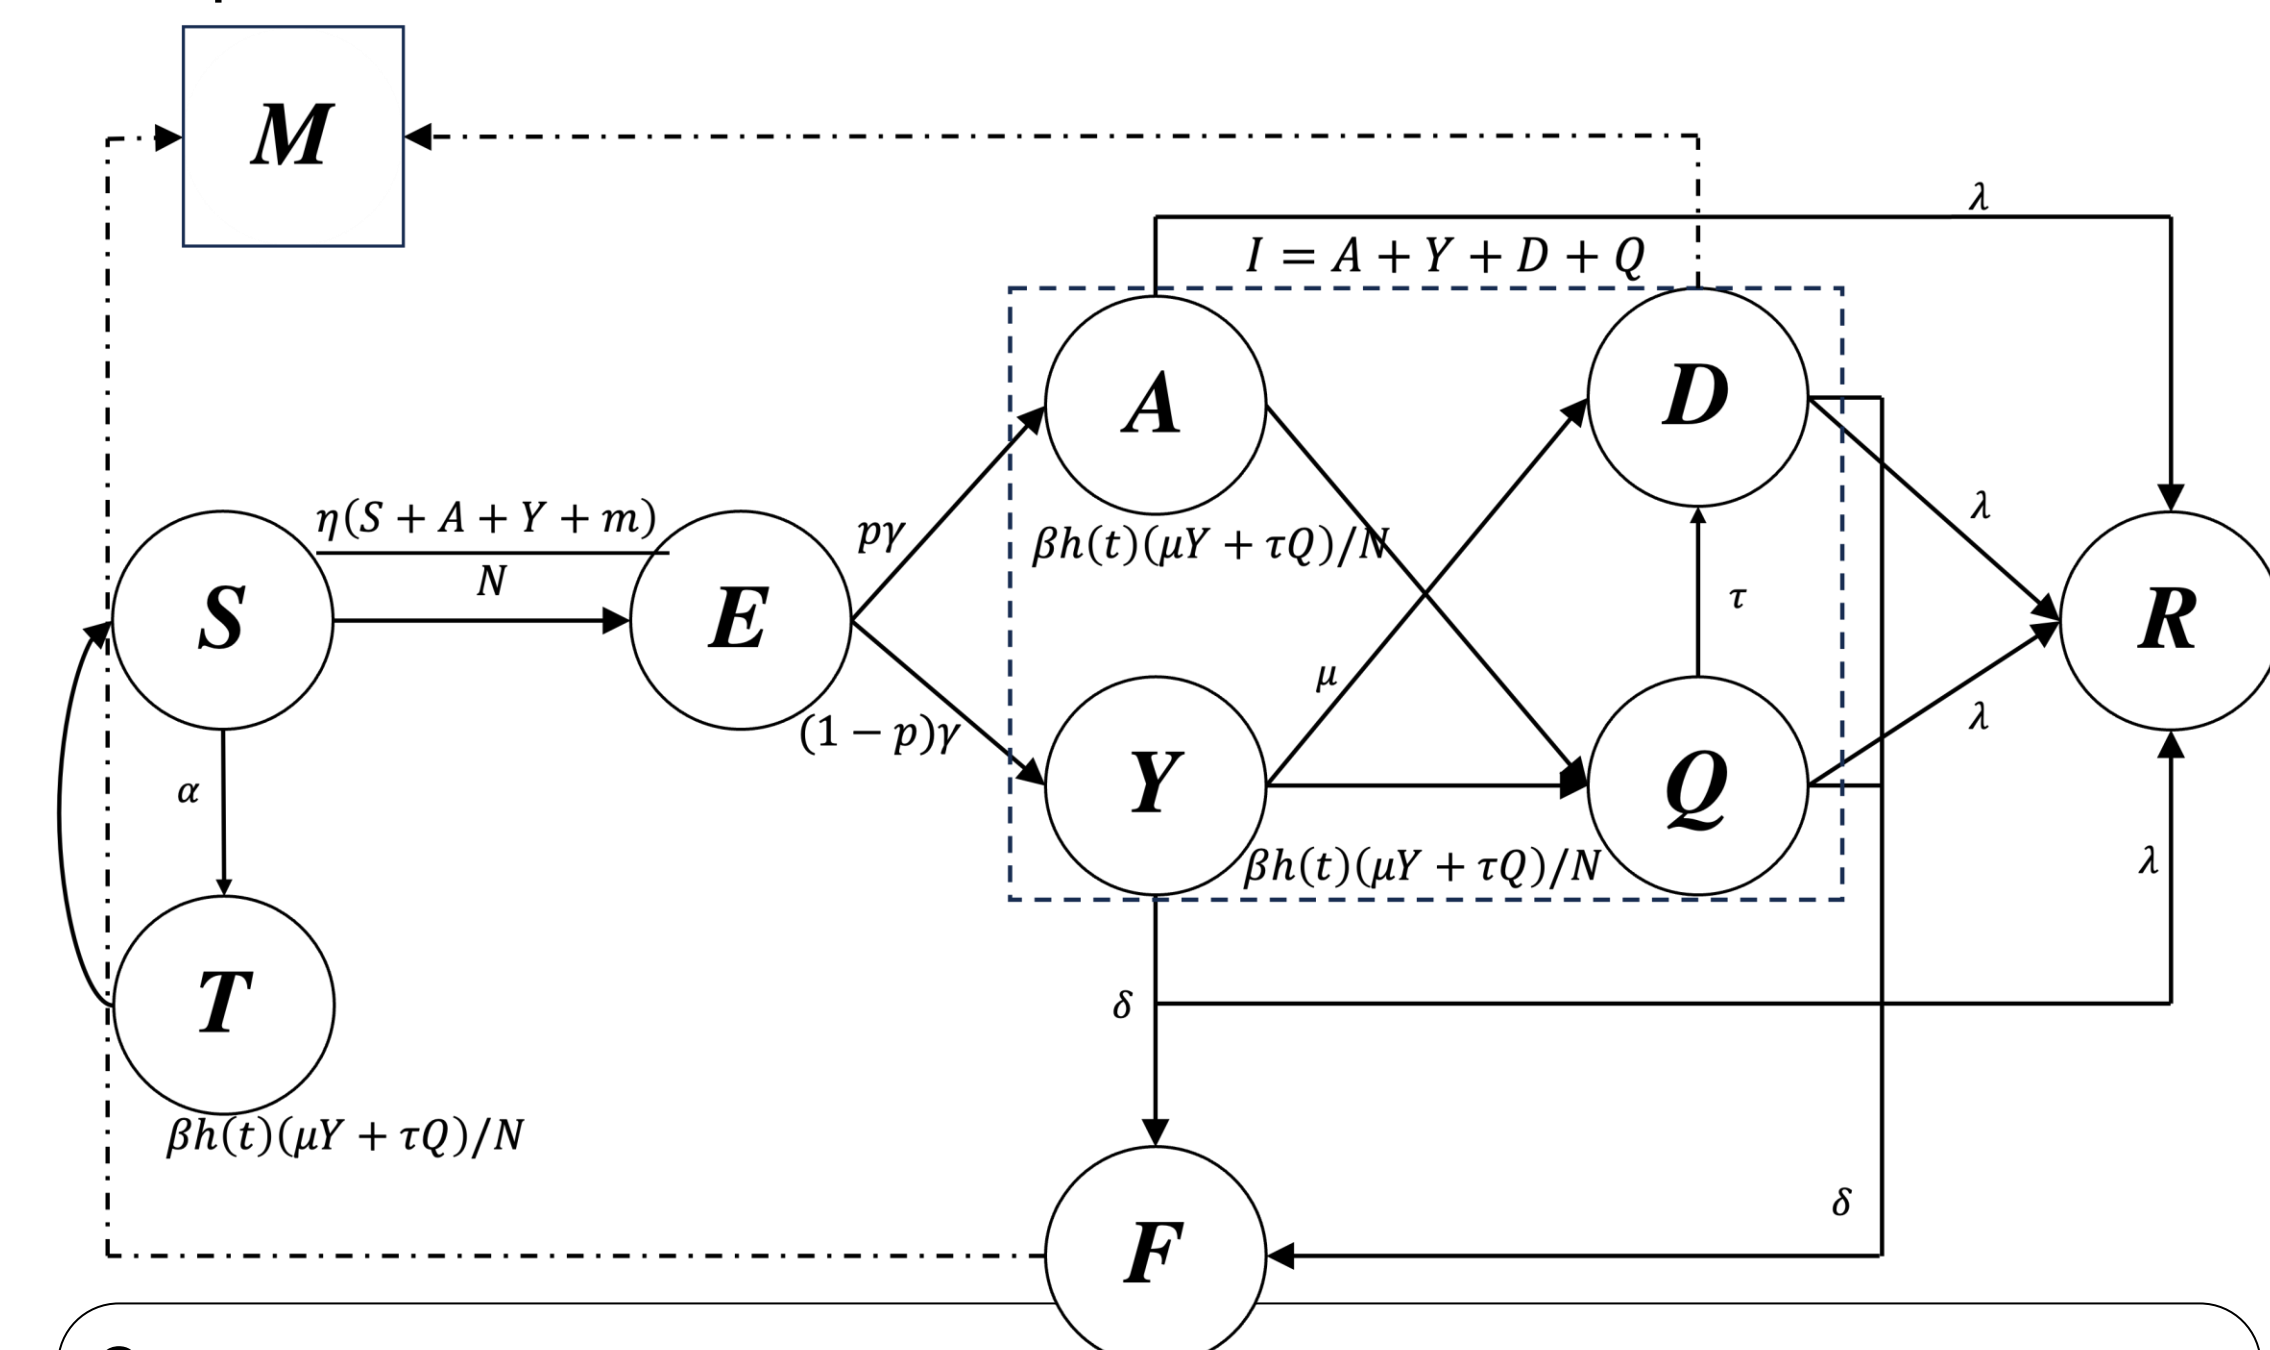 M
λ
I = A + Y + D + Q
A
D
η(S + A + Y + m)
N
pγ
βh(t)(μY + τQ)/N
λ
S
E
τ
R
μ
(1 − p)γ
λ
Y
Q
α
βh(t)(μY + τQ)/N
λ
T
δ
βh(t)(μY + τQ)/N
δ
F